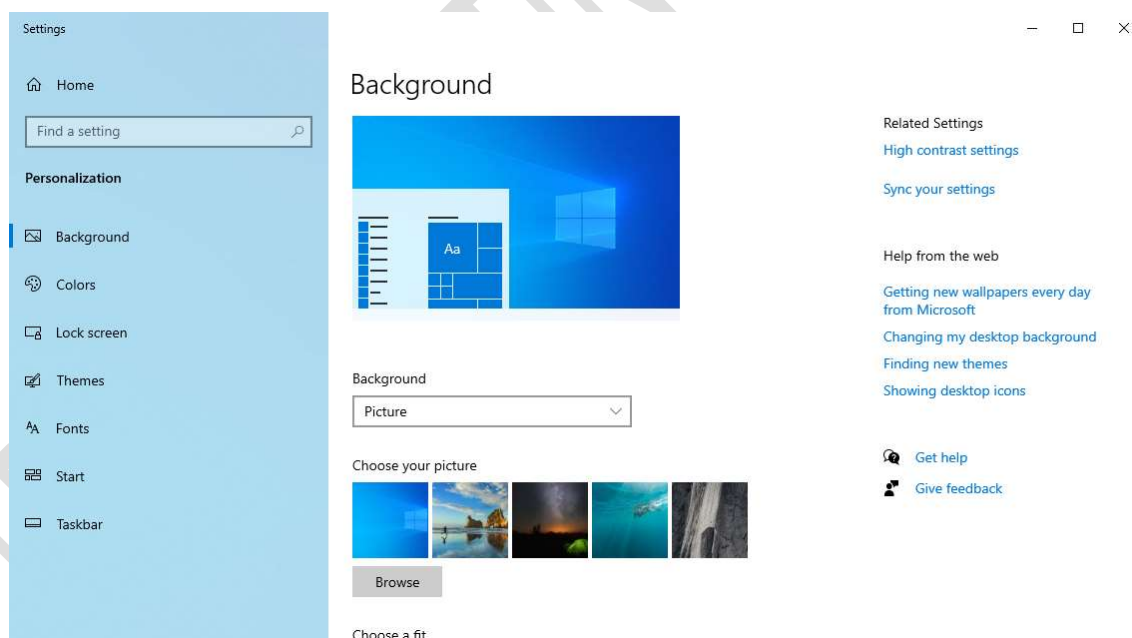 Settings
Home
Find a setting
Personalization
Background
Colors
Lock screen
Themes
Fonts
Start
Taskbar
Background
Aa
Background
Picture
Choose your picture
Browse
Choose a fit
Related Settings
High contrast settings
Sync your settings
Help from the web
Getting new wallpapers every day
from Microsoft
Changing my desktop background
Finding new themes
Showing desktop icons
Get help
Give feedback